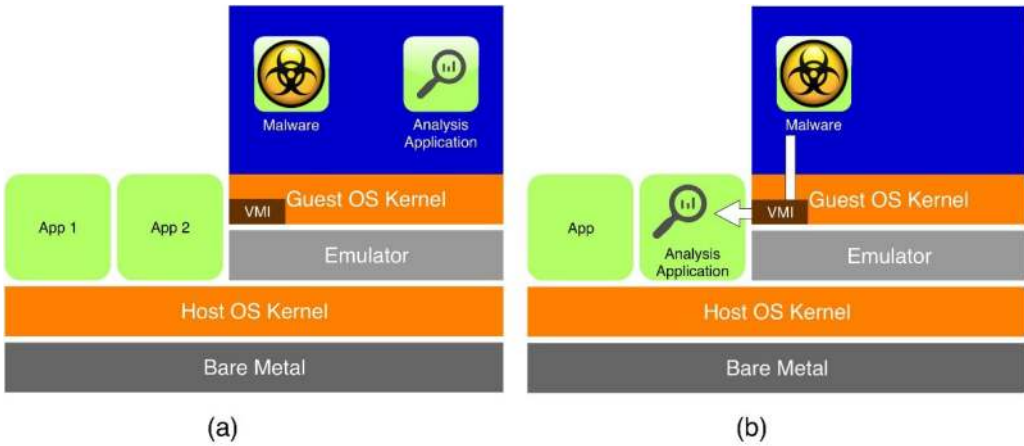 Malware
Analysis
Application
Guest OS Kernel
VMI
App 1
App 2
Emulator
Host OS Kernel
Bare Metal
(a)
Malware
Guest OS Kernel
VMI
App
Analysis
Application
Emulator
Host OS Kernel
Bare Metal
(b)